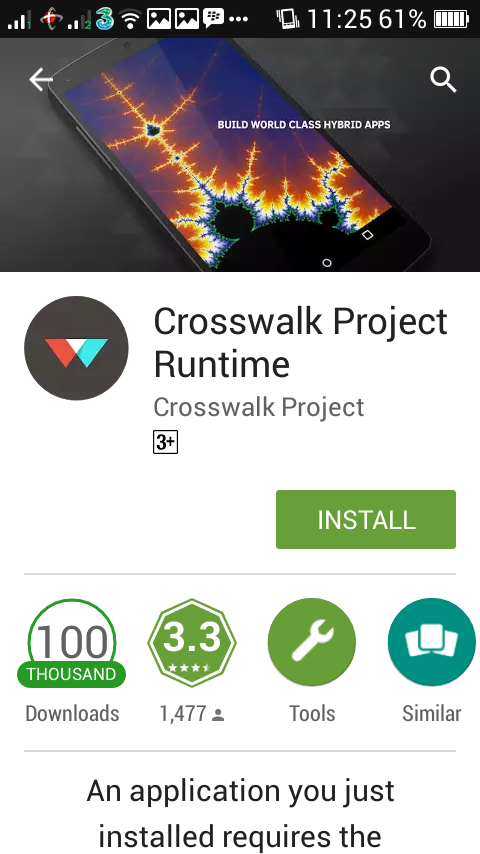 11:25 61%
BUILD WORLD CLASS HYBRID APPS
Crosswalk Project
Runtime
Crosswalk Project
3+
INSTALL
100
THOUSAND
3.3
Downloads
1,477
Tools
Similar
An application you just
installed requires the